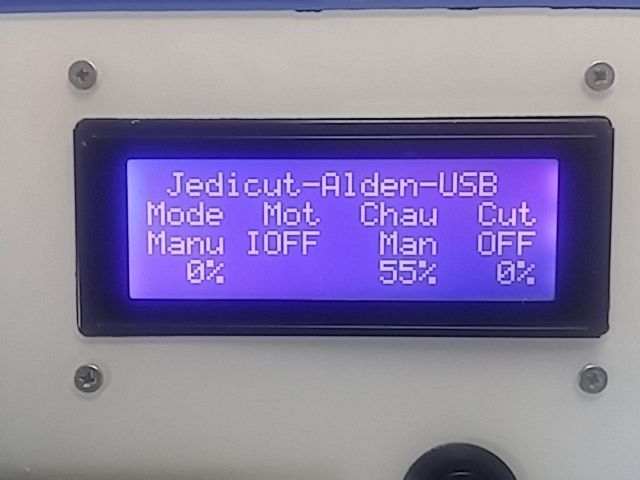 Jedicut-Alden-USB
Mode Mot Chau Cut
Manu IOFF Man OFF
0% 55% 0%